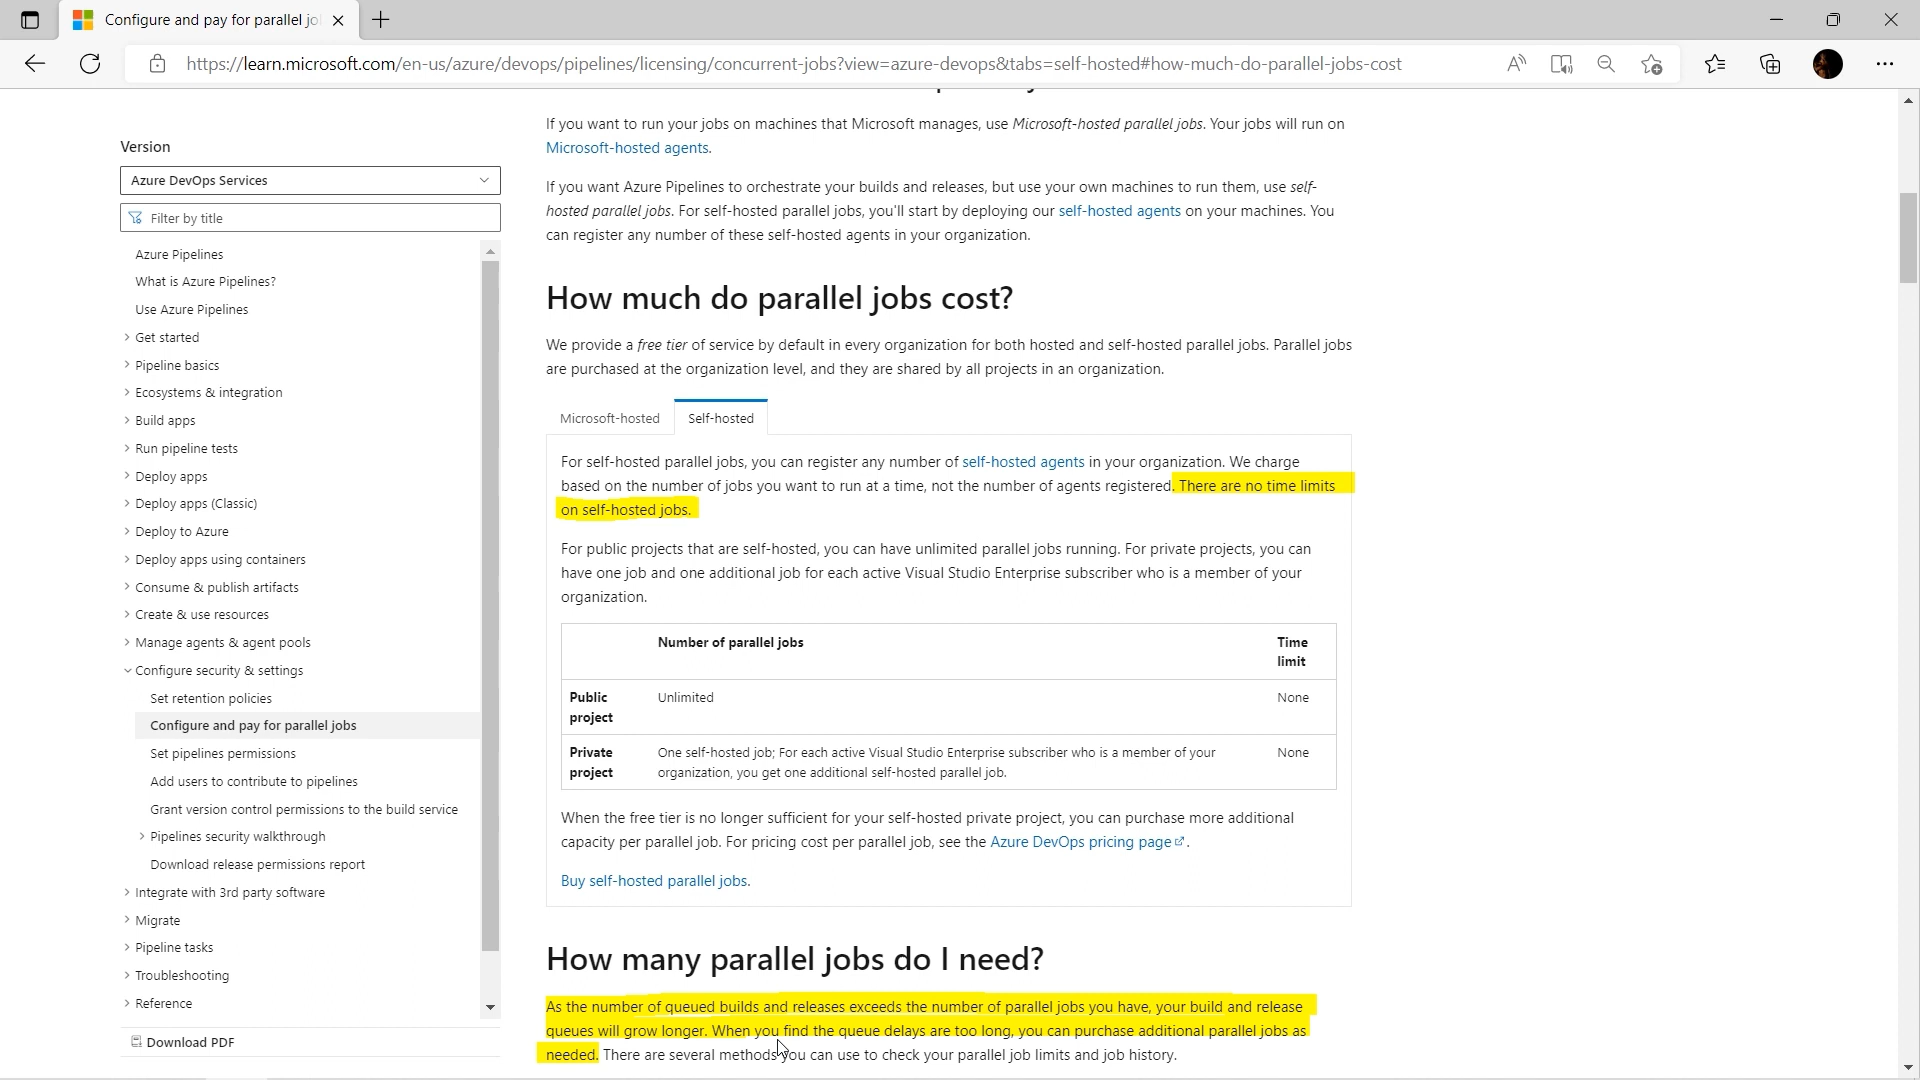 Configure and pay for parallel jo
https://learn.microsoft.com/en-us/azure/devops/pipelines/licensing/concurrent-jobs?view=azure-devops&tabs=self-hosted#how-much-do-parallel-jobs-cost
Version
Azure DevOps Services
Filter by title
Azure Pipelines
What is Azure Pipelines?
Use Azure Pipelines
Get started
Pipeline basics
Ecosystems & integration
Build apps
Run pipeline tests
Deploy apps
Deploy apps (Classic)
Deploy to Azure
Deploy apps using containers
Consume & publish artifacts
Create & use resources
Manage agents & agent pools
Configure security & settings
Set retention policies
Configure and pay for parallel jobs
Set pipelines permissions
Add users to contribute to pipelines
Grant version control permissions to the build service
Pipelines security walkthrough
Download release permissions report
Integrate with 3rd party software
Migrate
Pipeline tasks
Troubleshooting
Reference
Download PDF
If you want to run your jobs on machines that Microsoft manages, use Microsoft-hosted parallel jobs. Your jobs will run on
Microsoft-hosted agents.
If you want Azure Pipelines to orchestrate your builds and releases, but use your own machines to run them, use self-
hosted parallel jobs. For self-hosted parallel jobs, you'll start by deploying our self-hosted agents on your machines. You
can register any number of these self-hosted agents in your organization.
How much do parallel jobs cost?
We provide a free tier of service by default in every organization for both hosted and self-hosted parallel jobs. Parallel jobs
are purchased at the organization level, and they are shared by all projects in an organization.
Microsoft-hosted Self-hosted
For self-hosted parallel jobs, you can register any number of self-hosted agents in your organization. We charge
based on the number of jobs you want to run at a time, not the number of agents registered. There are no time limits
on self-hosted jobs.
For public projects that are self-hosted, you can have unlimited parallel jobs running. For private projects, you can
have one job and one additional job for each active Visual Studio Enterprise subscriber who is a member of your
organization.
Number of parallel jobs Time
limit
Public Unlimited None
project
Private One self-hosted job; For each active Visual Studio Enterprise subscriber who is a member of your None
project organization, you get one additional self-hosted parallel job.
When the free tier is no longer sufficient for your self-hosted private project, you can purchase more additional
capacity per parallel job. For pricing cost per parallel job, see the Azure DevOps pricing page.
Buy self-hosted parallel jobs.
How many parallel jobs do I need?
As the number of queued builds and releases exceeds the number of parallel jobs you have, your build and release
queues will grow longer. When you find the queue delays are too long, you can purchase additional parallel jobs as
needed. There are several methods you can use to check your parallel job limits and job history.